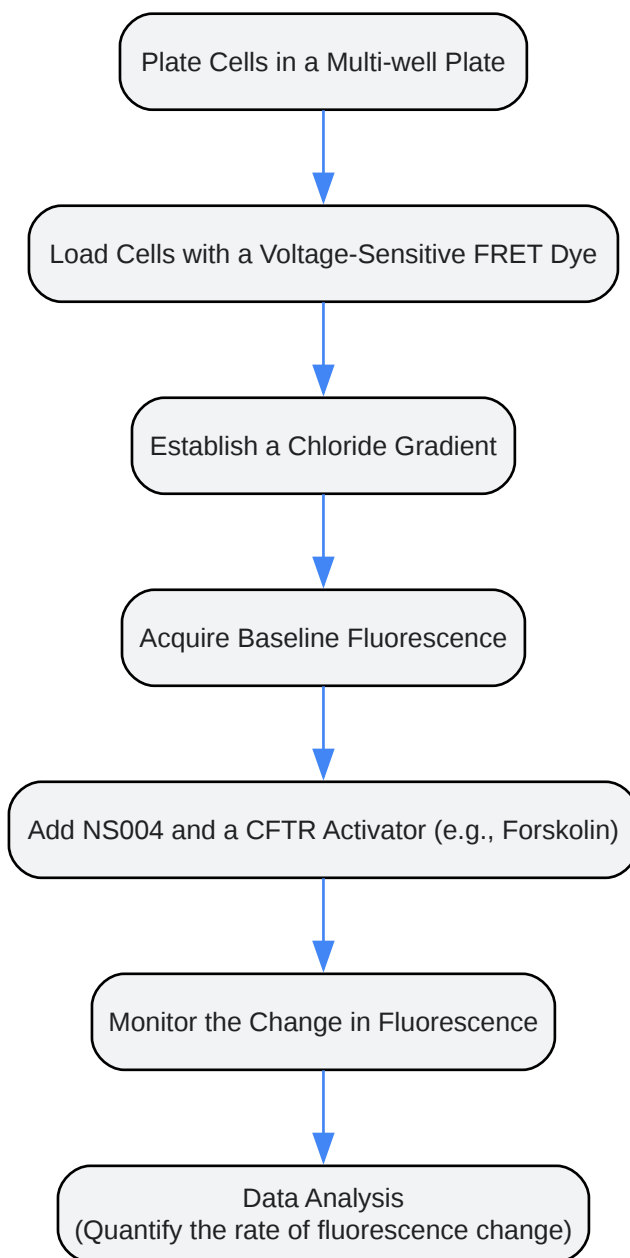 Plate Cells in a Multi-well Plate
Load Cells with a Voltage-Sensitive FRET Dye
Establish a Chloride Gradient
Acquire Baseline Fluorescence
Add NS004 and a CFTR Activator (e.g., Forskolin)
Monitor the Change in Fluorescence
Data Analysis
(Quantify the rate of fluorescence change)